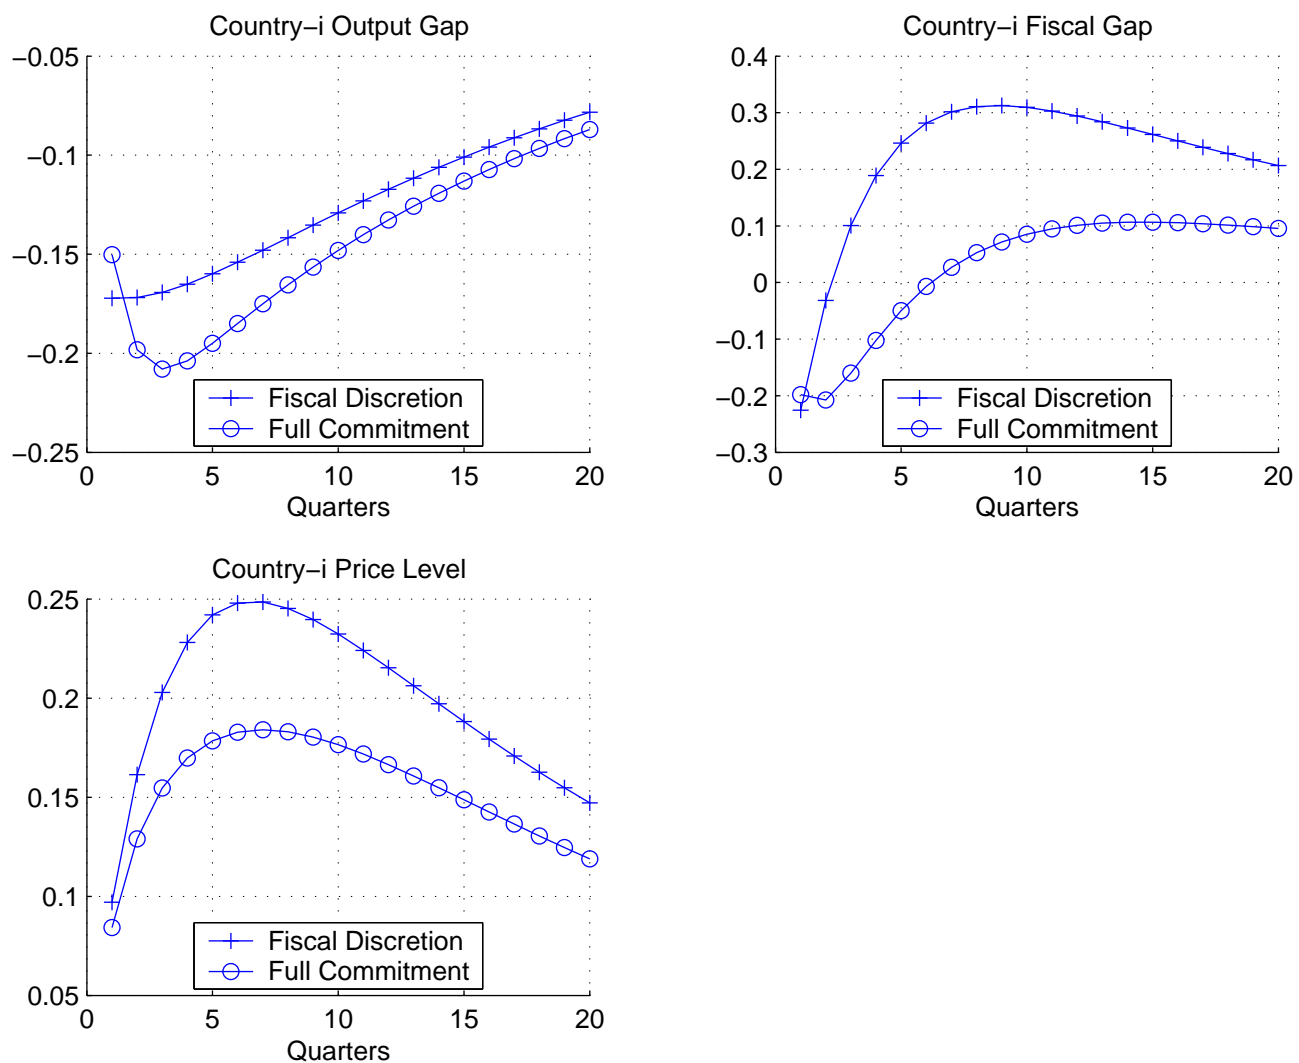 Country−i Output Gap
−0.05
−0.1
−0.15
−0.2
−0.25
0 5 10 15 20
Quarters
Fiscal Discretion
Full Commitment
Country−i Fiscal Gap
0.4
0.3
0.2
0.1
0
−0.1
−0.2
−0.3
0 5 10 15 20
Quarters
Fiscal Discretion
Full Commitment
Country−i Price Level
0.25
0.2
0.15
0.1
0.05
0 5 10 15 20
Quarters
Fiscal Discretion
Full Commitment